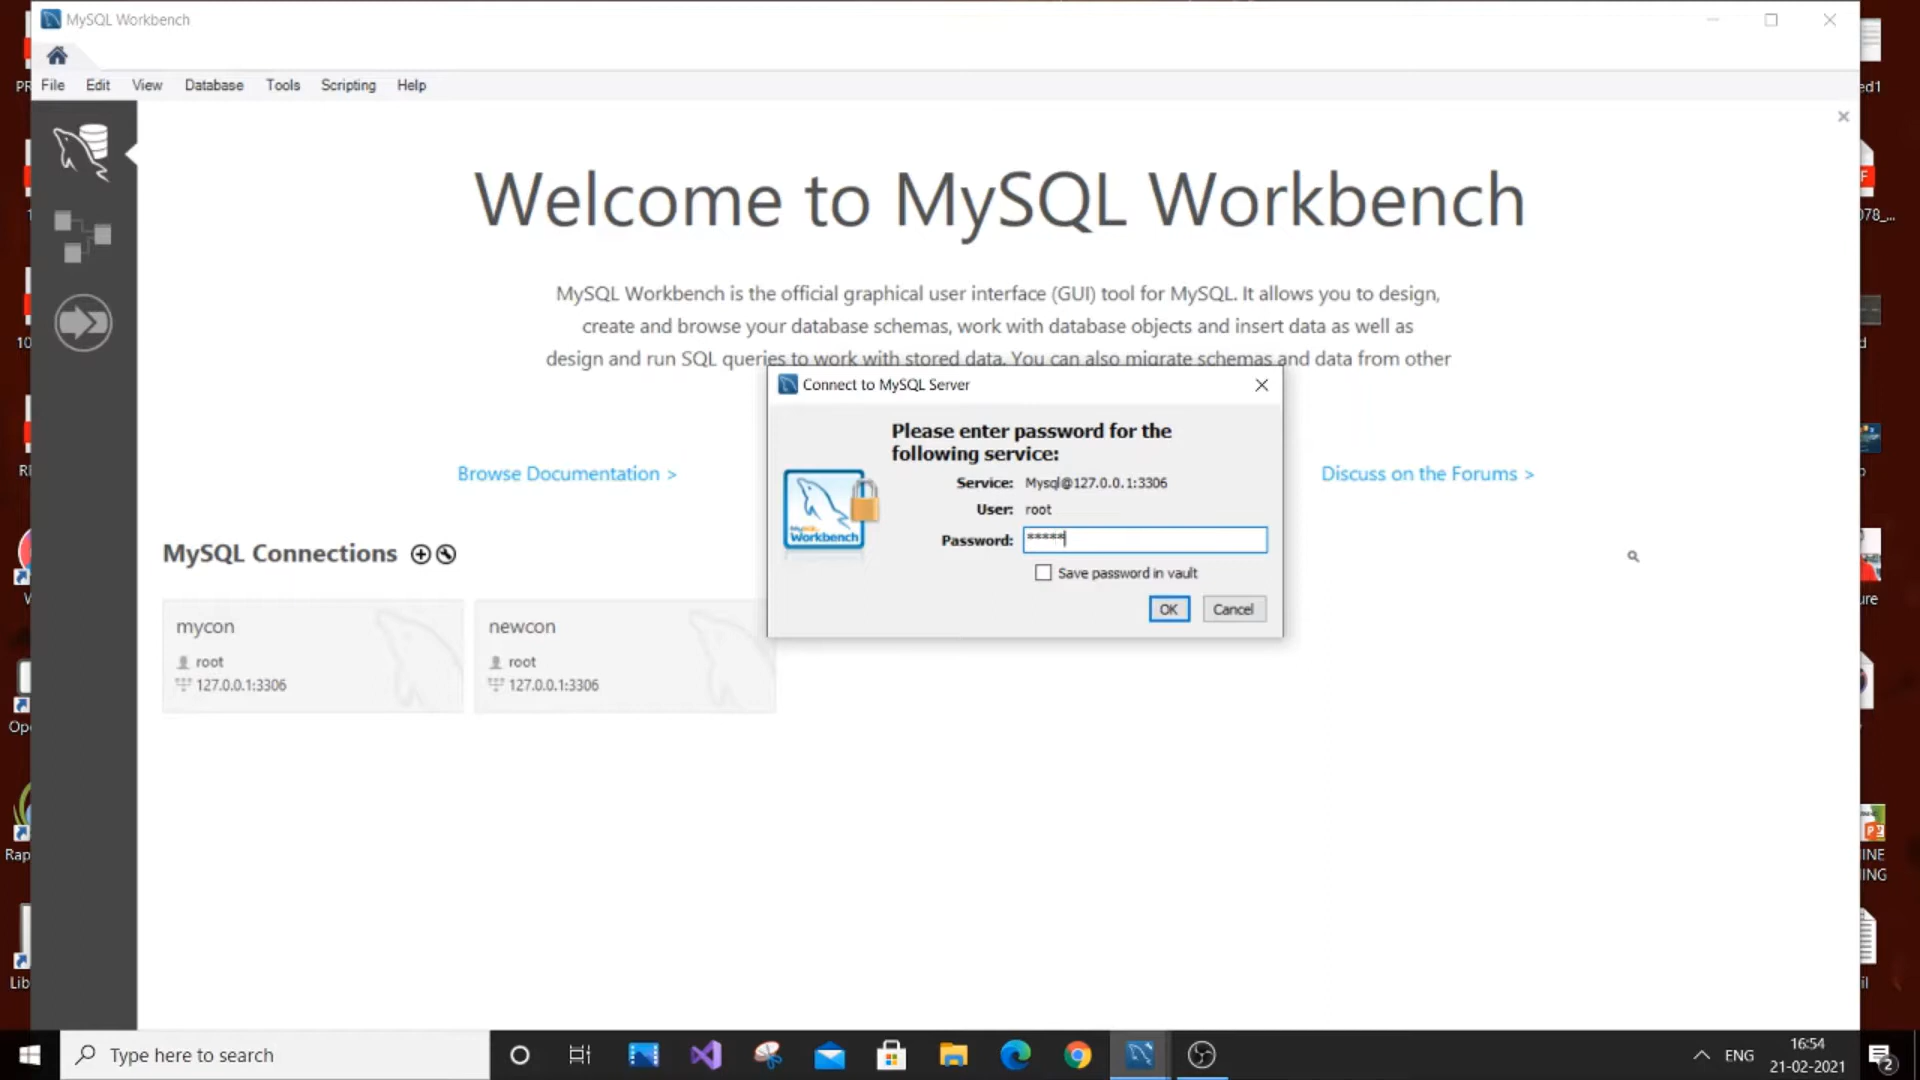 MySQL Workbench
File Edit View Database Tools Scripting Help
Welcome to MySQL Workbench
MySQL Workbench is the official graphical user interface (GUI) tool for MySQL. It allows you to design,
create and browse your database schemas, work with database objects and insert data as well as
design and run SQL queries to work with stored data. You can also migrate schemas and data from other
Connect to MySQL Server
Please enter password for the
following service:
Service: Mysql@127.0.0.1:3306
User: root
Password: *****
Save password in vault
OK Cancel
MySQL Workbench
Browse Documentation >
Discuss on the Forums >
MySQL Connections
mycon
root
127.0.0.1:3306
newcon
root
127.0.0.1:3306
Type here to search
ENG
16:54
21-02-2021
2